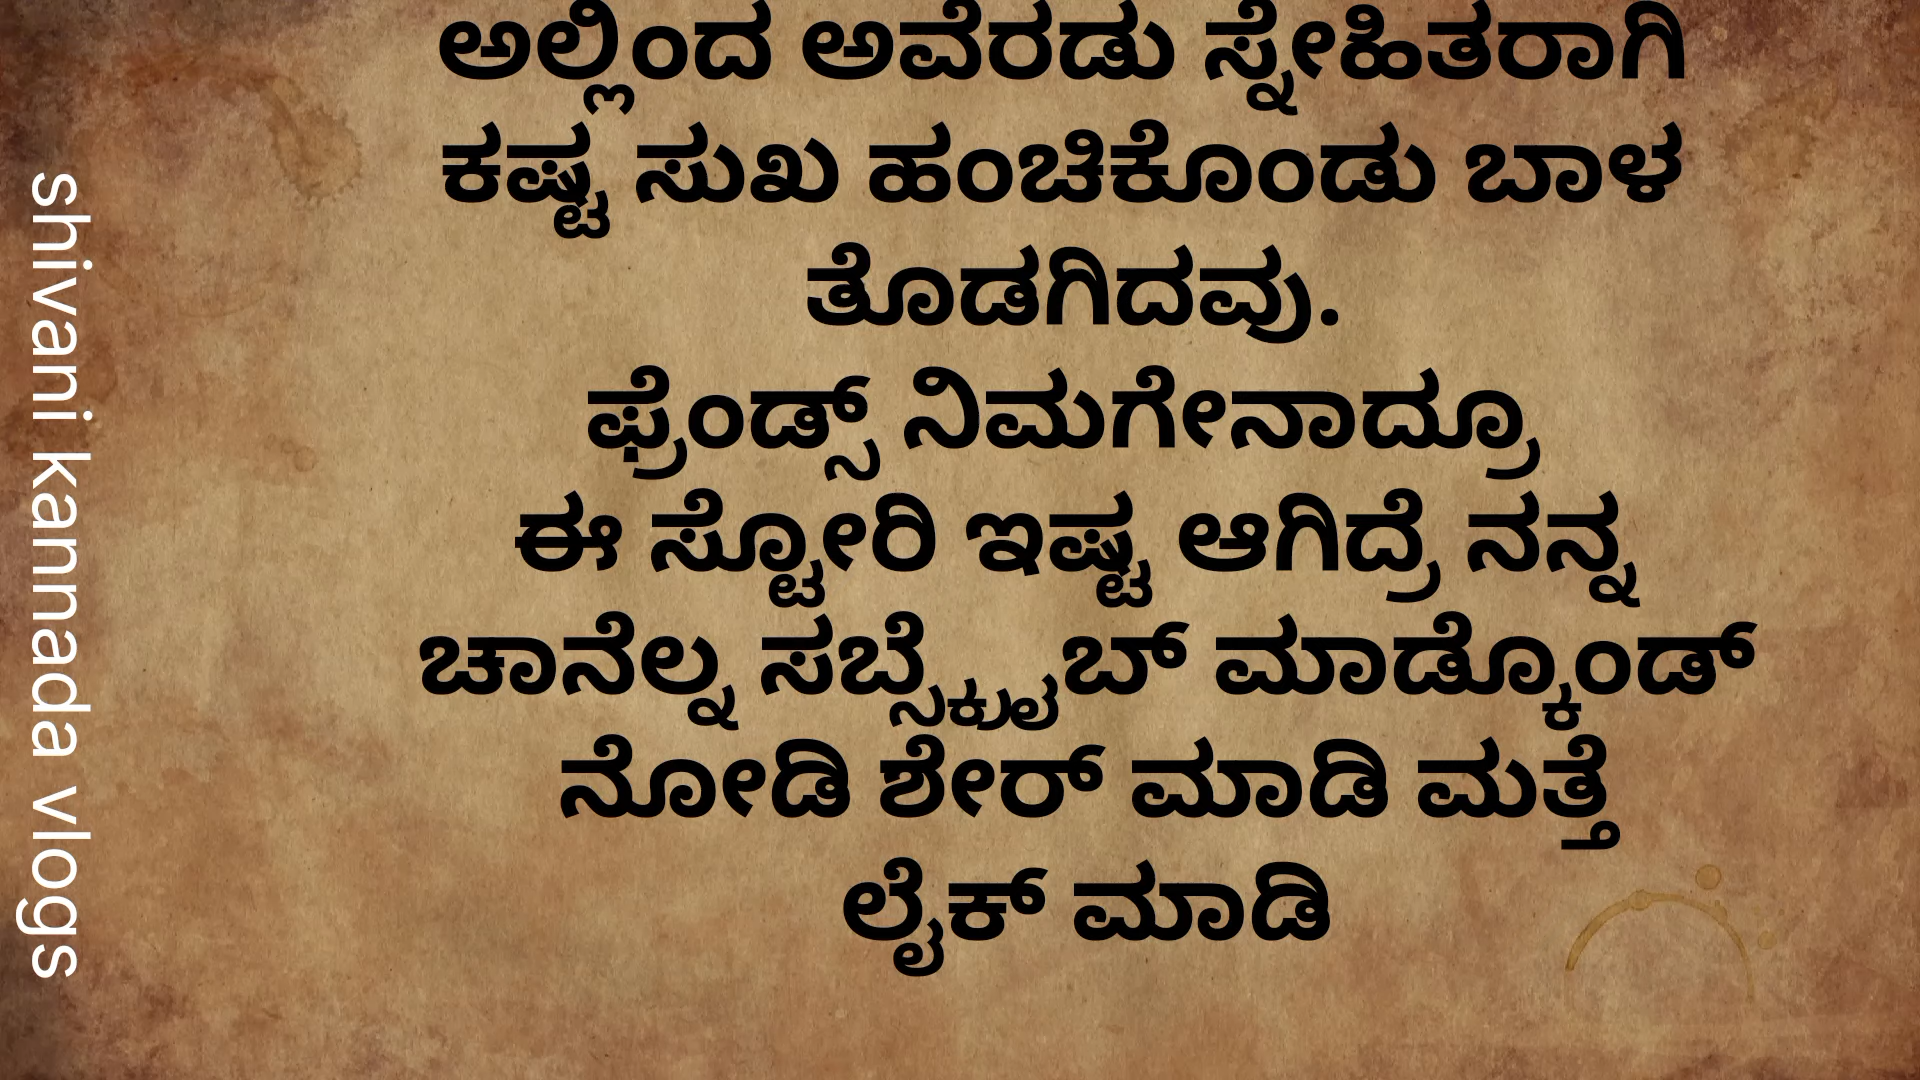 ಅಲ್ಲಿಂದ ಅವೆರಡು ಸ್ನೇಹಿತರಾಗಿ
ಕಷ್ಟ ಸುಖ ಹಂಚಿಕೊಂಡು ಬಾಳ
ತೊಡಗಿದವು.
ಫ್ರೆಂಡ್ಸ್ ನಿಮಗೇನಾದ್ರೂ
ಈ ಸ್ಟೋರಿ ಇಷ್ಟ ಆಗಿದ್ರೆ ನನ್ನ
ಚಾನೆಲ್ನ ಸಬ್ಸ್ಕ್ರೈಬ್ ಮಾಡ್ಕೊಂಡ್
ನೋಡಿ ಶೇರ್ ಮಾಡಿ ಮತ್ತೆ
ಲೈಕ್ ಮಾಡಿ
shivani kannada vlogs